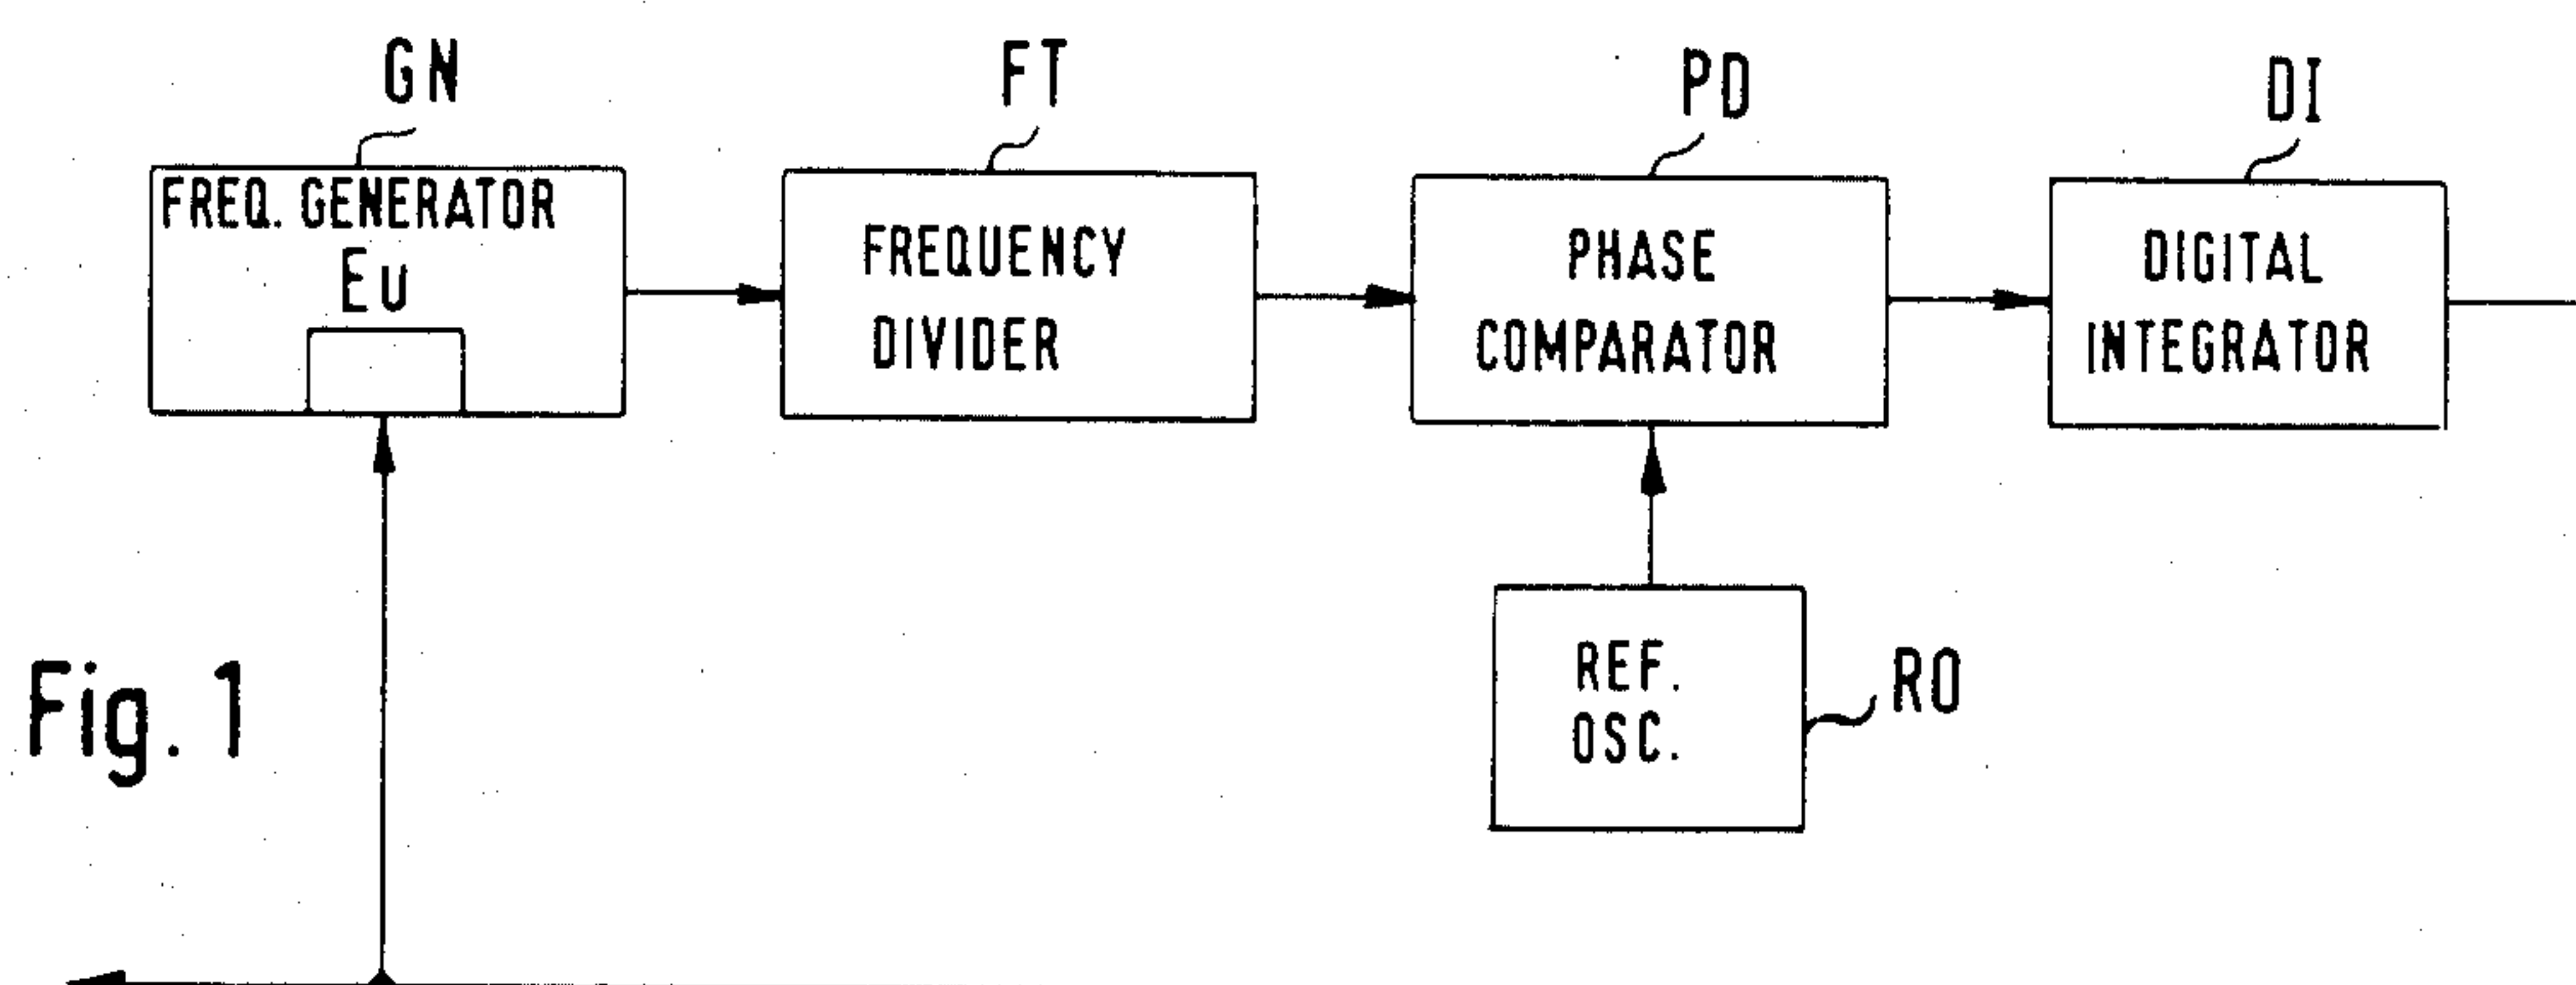 GN
FT
PD
DI
FREQ. GENERATOR
Eu
FREQUENCY
DIVIDER
PHASE
COMPARATOR
DIGITAL
INTEGRATOR
REF.
OSC.
RO
Fig. 1